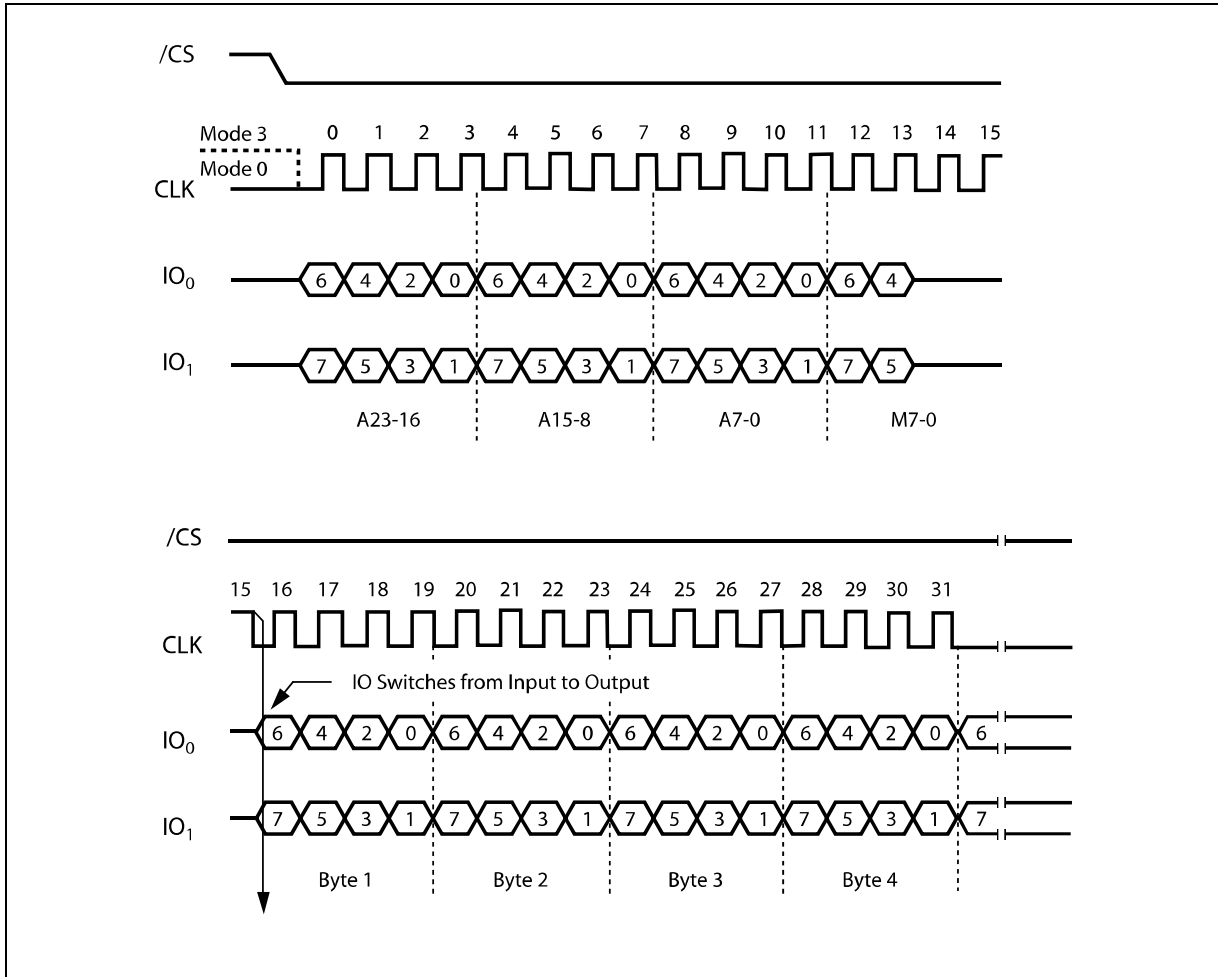 /CS
Mode 3
0 1 2 3 4 5 6 7 8 9 10 11 12 13 14 15
Mode 0
CLK
IO0 6 4 2 0 6 4 2 0 6 4 2 0 6 4
IO1 7 5 3 1 7 5 3 1 7 5 3 1 7 5
A23-16 A15-8 A7-0 M7-0
/CS
15 16 17 18 19 20 21 22 23 24 25 26 27 28 29 30 31
CLK
IO Switches from Input to Output
IO0 6 4 2 0 6 4 2 0 6 4 2 0 6 4 2 0 6
IO1 7 5 3 1 7 5 3 1 7 5 3 1 7 5 3 1 7
Byte 1 Byte 2 Byte 3 Byte 4